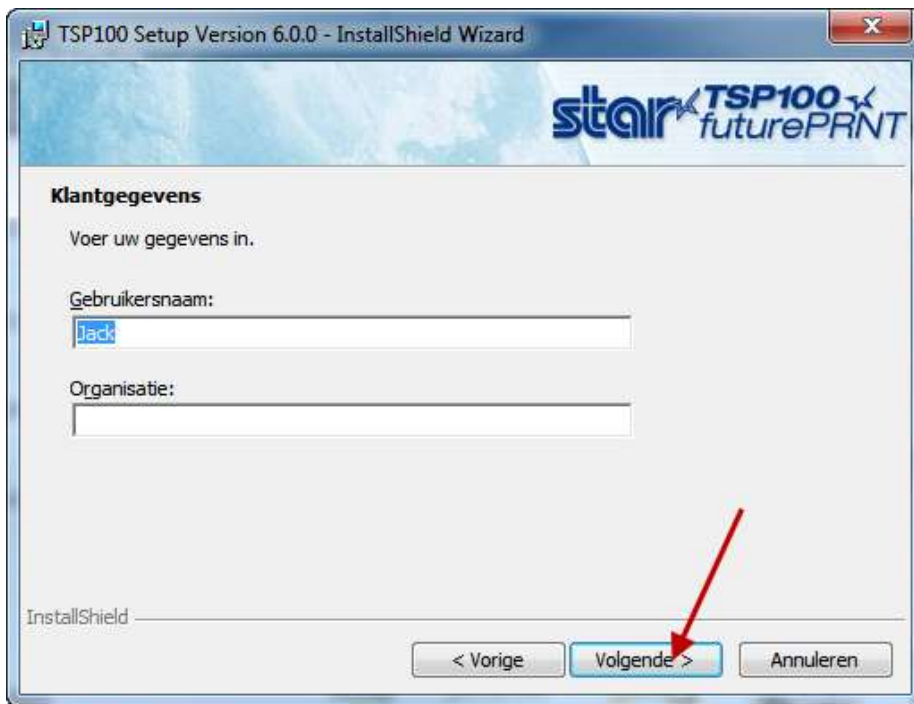 TSP100 Setup Version 6.0.0 - InstallShield Wizard
star TSP100
futurePRNT
Klantgegevens
Voer uw gegevens in.
Gebruikersnaam:
Jack
Organisatie:
InstallShield
< Vorige Volgende > Annuleren